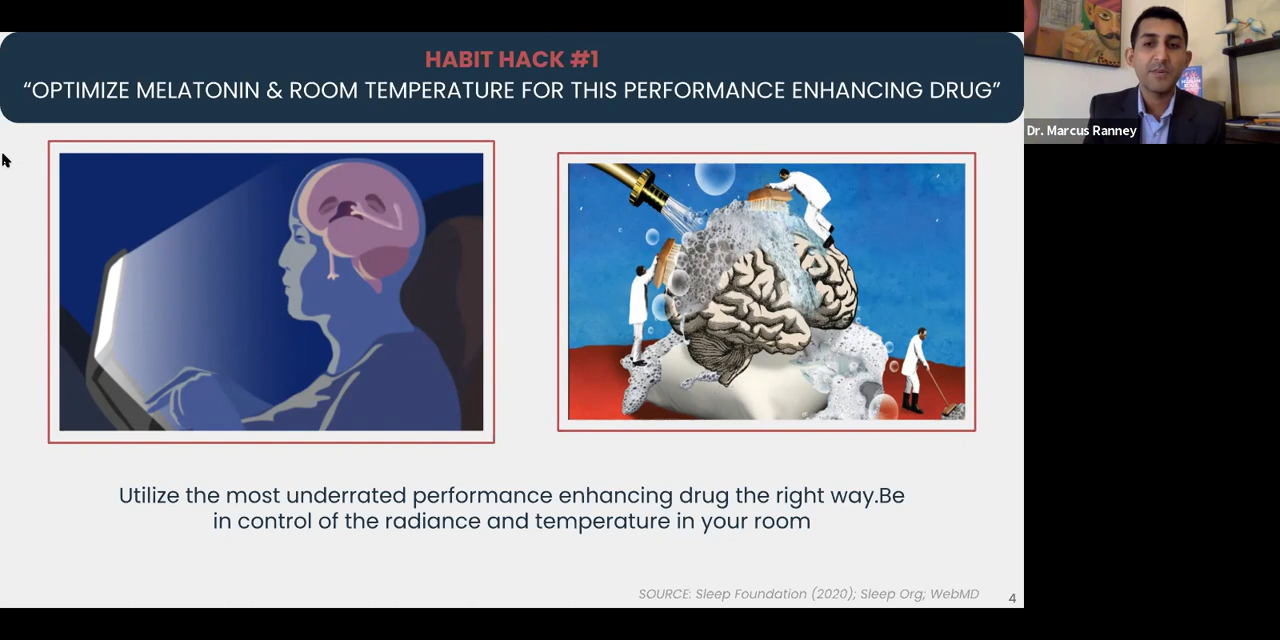 HABIT HACK #1
“OPTIMIZE MELATONIN & ROOM TEMPERATURE FOR THIS PERFORMANCE ENHANCING DRUG”
Dr. Marcus Ranney
Utilize the most underrated performance enhancing drug the right way.Be
in control of the radiance and temperature in your room
SOURCE: Sleep Foundation (2020); Sleep Org; WebMD
4